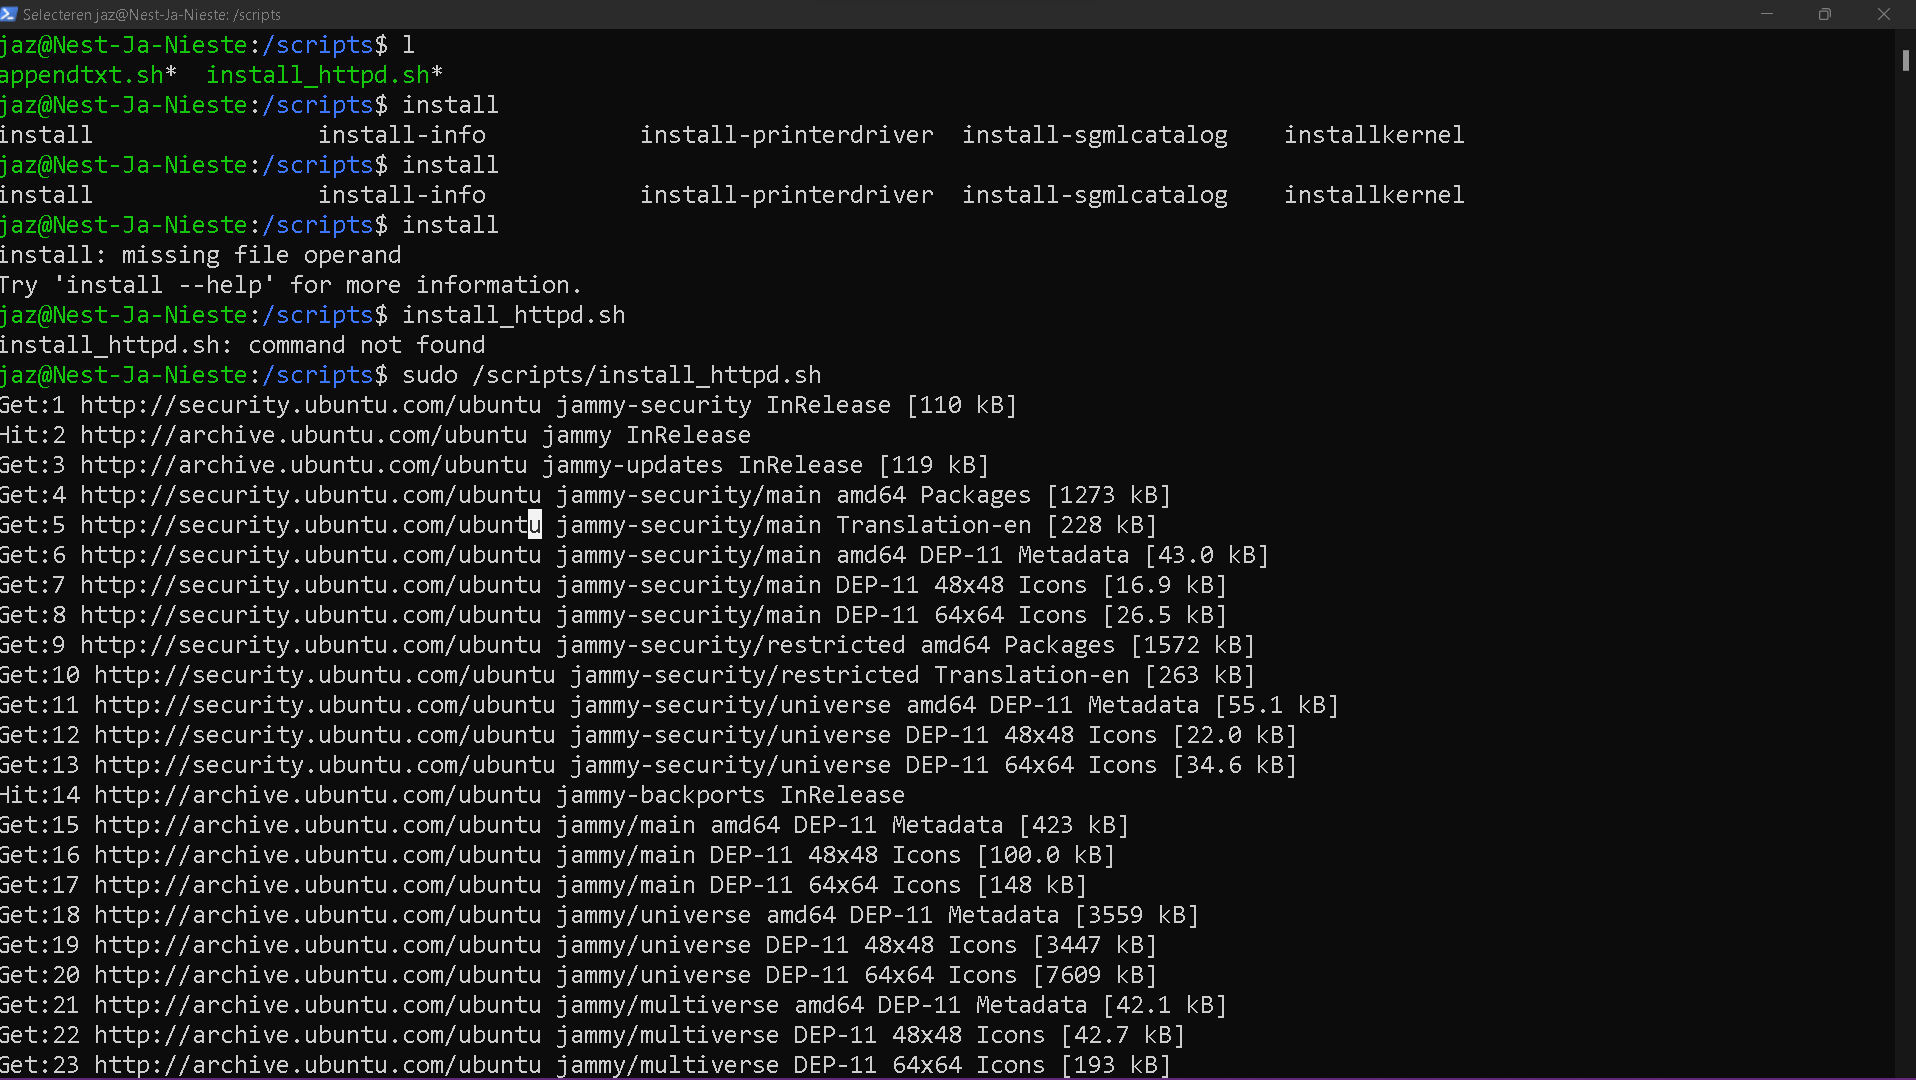 Selecteren jaz@Nest-Ja-Nieste: /scripts
jaz@Nest-Ja-Nieste:/scripts$ l
appendtxt.sh*  install_httpd.sh*
jaz@Nest-Ja-Nieste:/scripts$ install
install                install-info           install-printerdriver  install-sgmlcatalog    installkernel
jaz@Nest-Ja-Nieste:/scripts$ install
install                install-info           install-printerdriver  install-sgmlcatalog    installkernel
jaz@Nest-Ja-Nieste:/scripts$ install
install: missing file operand
Try 'install --help' for more information.
jaz@Nest-Ja-Nieste:/scripts$ install_httpd.sh
install_httpd.sh: command not found
jaz@Nest-Ja-Nieste:/scripts$ sudo /scripts/install_httpd.sh
Get:1 http://security.ubuntu.com/ubuntu jammy-security InRelease [110 kB]
Hit:2 http://archive.ubuntu.com/ubuntu jammy InRelease
Get:3 http://archive.ubuntu.com/ubuntu jammy-updates InRelease [119 kB]
Get:4 http://security.ubuntu.com/ubuntu jammy-security/main amd64 Packages [1273 kB]
Get:5 http://security.ubuntu.com/ubuntu jammy-security/main Translation-en [228 kB]
Get:6 http://security.ubuntu.com/ubuntu jammy-security/main amd64 DEP-11 Metadata [43.0 kB]
Get:7 http://security.ubuntu.com/ubuntu jammy-security/main DEP-11 48x48 Icons [16.9 kB]
Get:8 http://security.ubuntu.com/ubuntu jammy-security/main DEP-11 64x64 Icons [26.5 kB]
Get:9 http://security.ubuntu.com/ubuntu jammy-security/restricted amd64 Packages [1572 kB]
Get:10 http://security.ubuntu.com/ubuntu jammy-security/restricted Translation-en [263 kB]
Get:11 http://security.ubuntu.com/ubuntu jammy-security/universe amd64 DEP-11 Metadata [55.1 kB]
Get:12 http://security.ubuntu.com/ubuntu jammy-security/universe DEP-11 48x48 Icons [22.0 kB]
Get:13 http://security.ubuntu.com/ubuntu jammy-security/universe DEP-11 64x64 Icons [34.6 kB]
Hit:14 http://archive.ubuntu.com/ubuntu jammy-backports InRelease
Get:15 http://archive.ubuntu.com/ubuntu jammy/main amd64 DEP-11 Metadata [423 kB]
Get:16 http://archive.ubuntu.com/ubuntu jammy/main DEP-11 48x48 Icons [100.0 kB]
Get:17 http://archive.ubuntu.com/ubuntu jammy/main DEP-11 64x64 Icons [148 kB]
Get:18 http://archive.ubuntu.com/ubuntu jammy/universe amd64 DEP-11 Metadata [3559 kB]
Get:19 http://archive.ubuntu.com/ubuntu jammy/universe DEP-11 48x48 Icons [3447 kB]
Get:20 http://archive.ubuntu.com/ubuntu jammy/universe DEP-11 64x64 Icons [7609 kB]
Get:21 http://archive.ubuntu.com/ubuntu jammy/multiverse amd64 DEP-11 Metadata [42.1 kB]
Get:22 http://archive.ubuntu.com/ubuntu jammy/multiverse DEP-11 48x48 Icons [42.7 kB]
Get:23 http://archive.ubuntu.com/ubuntu jammy/multiverse DEP-11 64x64 Icons [193 kB]